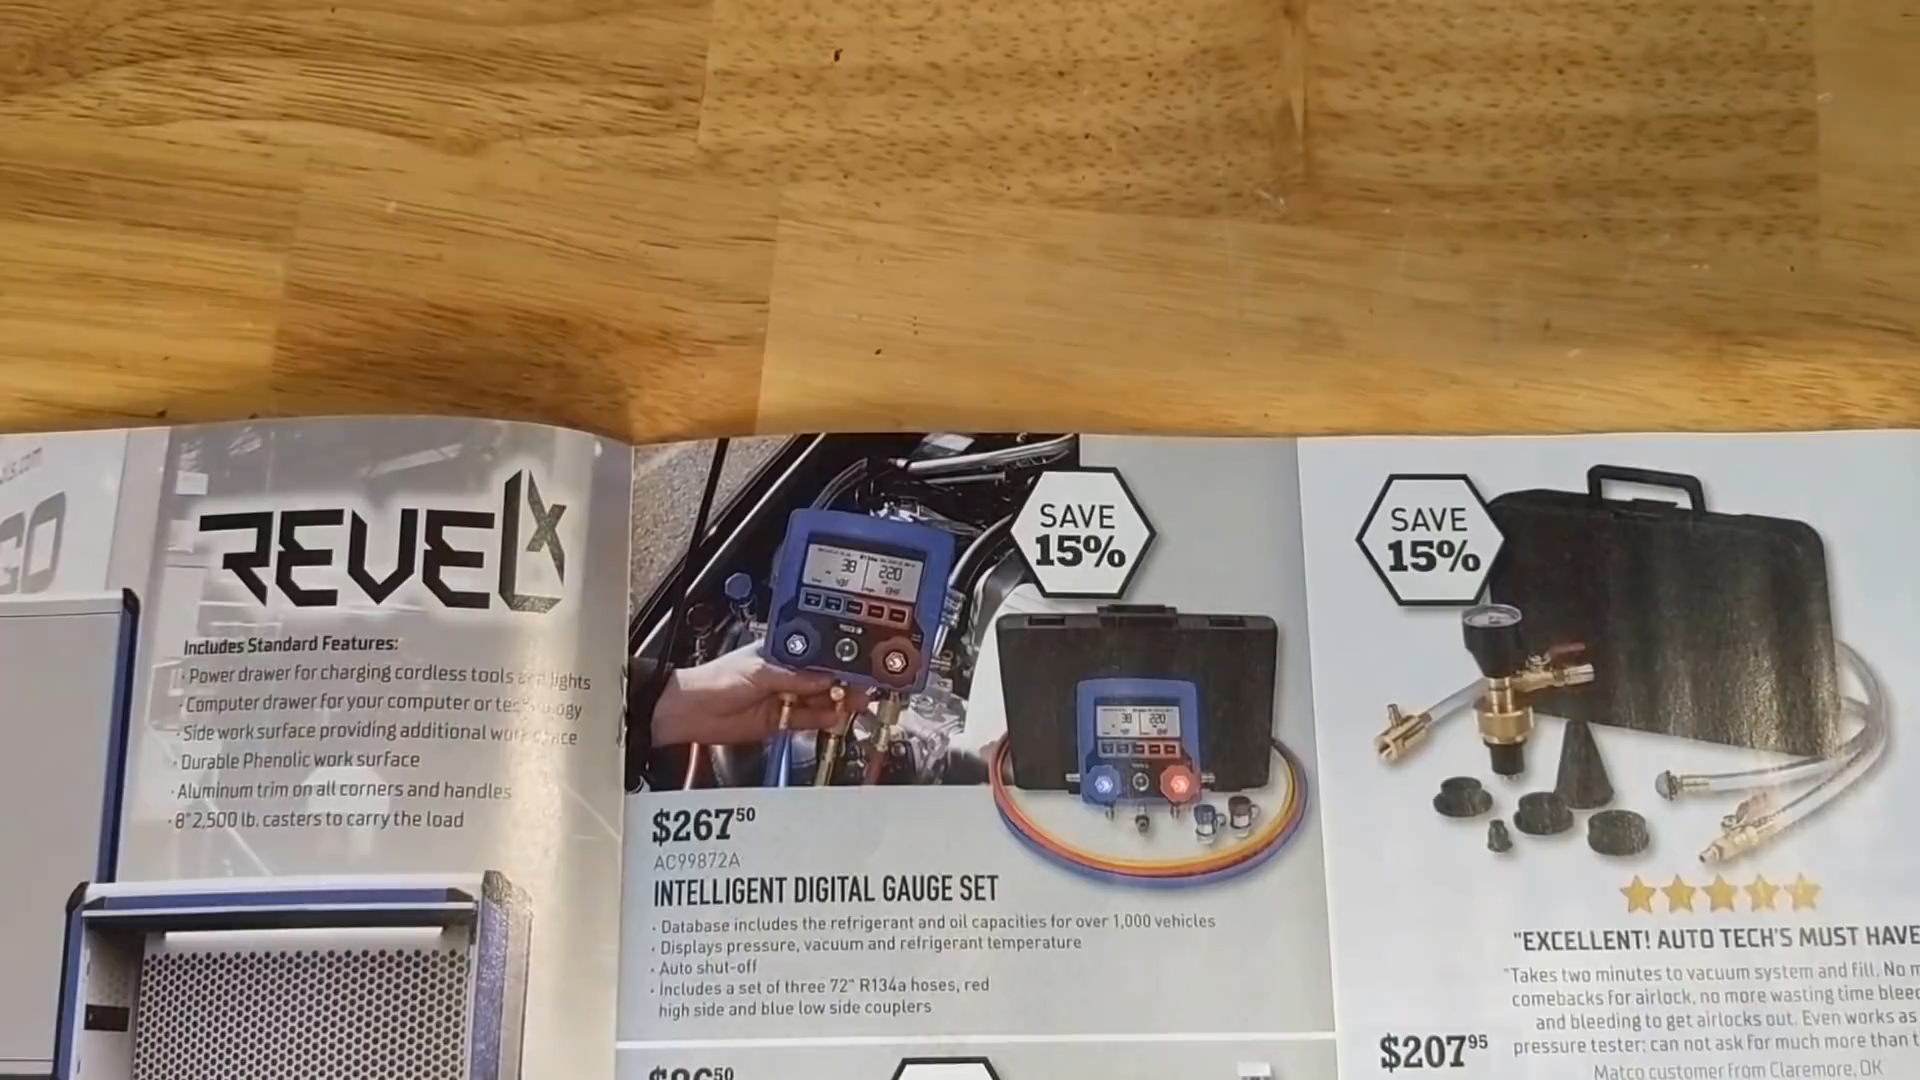 GO
REVEL X
Includes Standard Features:
· Power drawer for charging cordless tools and lights
· Computer drawer for your computer or technology
· Side work surface providing additional work space
· Durable Phenolic work surface
· Aluminum trim on all corners and handles
· 8" 2,500 lb. casters to carry the load
SAVE
15%
38
220
38
220
$267 50
AC99872A
INTELLIGENT DIGITAL GAUGE SET
· Database includes the refrigerant and oil capacities for over 1,000 vehicles
· Displays pressure, vacuum and refrigerant temperature
· Auto shut-off
· Includes a set of three 72" R134a hoses, red
high side and blue low side couplers
SAVE
15%
"EXCELLENT! AUTO TECH'S MUST HAVE
"Takes two minutes to vacuum system and fill. No
comebacks for airlock, no more wasting time
and bleeding to get airlocks out. Even works as
pressure tester; can not ask for much more than
Matco customer from Claremore, OK
$207 95